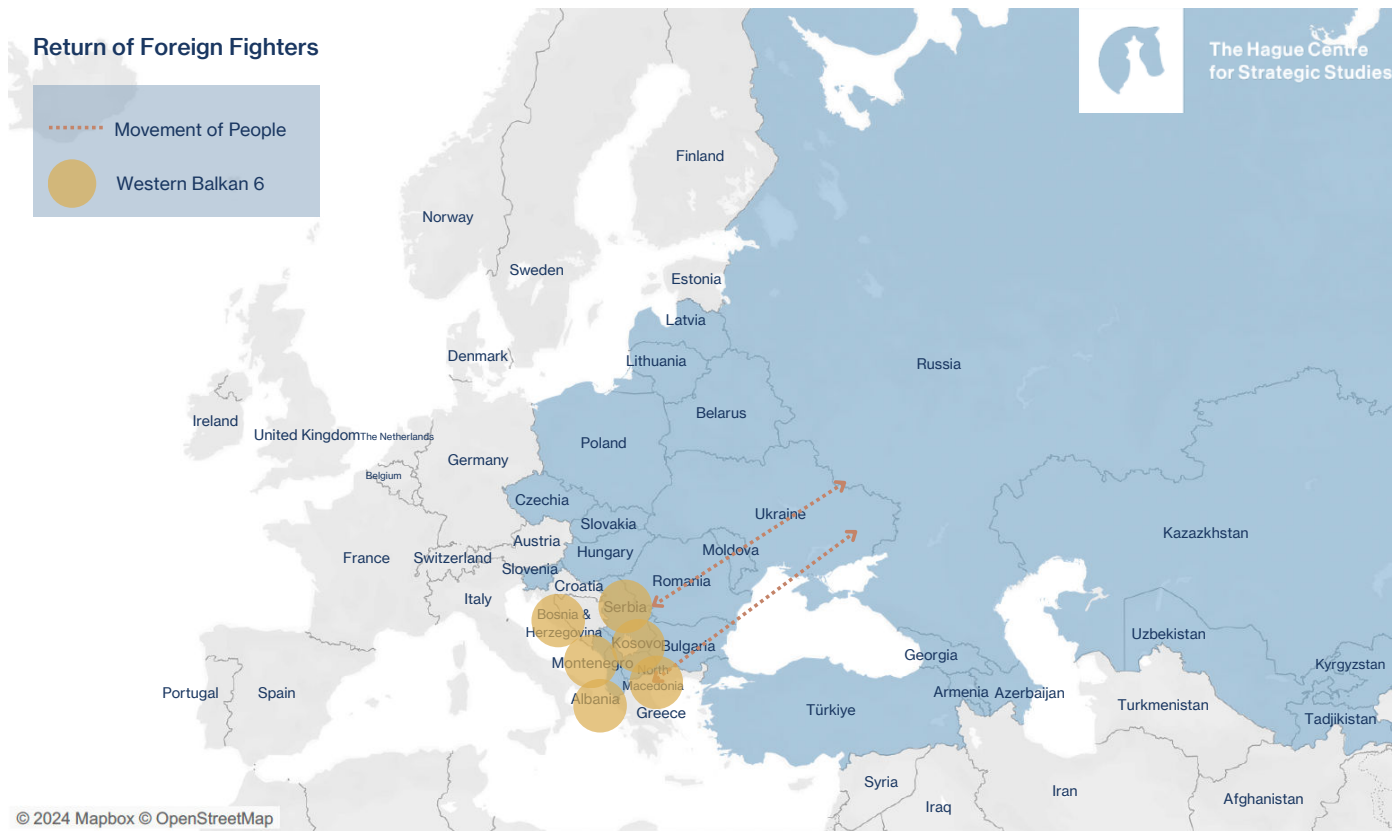 Return of Foreign Fighters
Movement of People
Western Balkan 6
The Hague Centre
for Strategic Studies
Finland
Norway
Sweden
Estonia
Latvia
Denmark
Lithuania
Russia
Belarus
Ireland
United Kingdom
The Netherlands
Poland
Germany
Belgium
Czechia
Ukraine
Slovakia
Kazakhstan
Austria
Hungary
Moldova
France
Switzerland
Slovenia
Romania
Croatia
Italy
Serbia
Bosnia &
Herzegovina
Kosovo
Bulgaria
Uzbekistan
Georgia
Montenegro
Kyrgyzstan
North
Macedonia
Portugal
Spain
Armenia
Azerbaijan
Albania
Turkmenistan
Greece
Türkiye
Tadjikistan
Syria
Iran
Iraq
Afghanistan
© 2024 Mapbox © OpenStreetMap